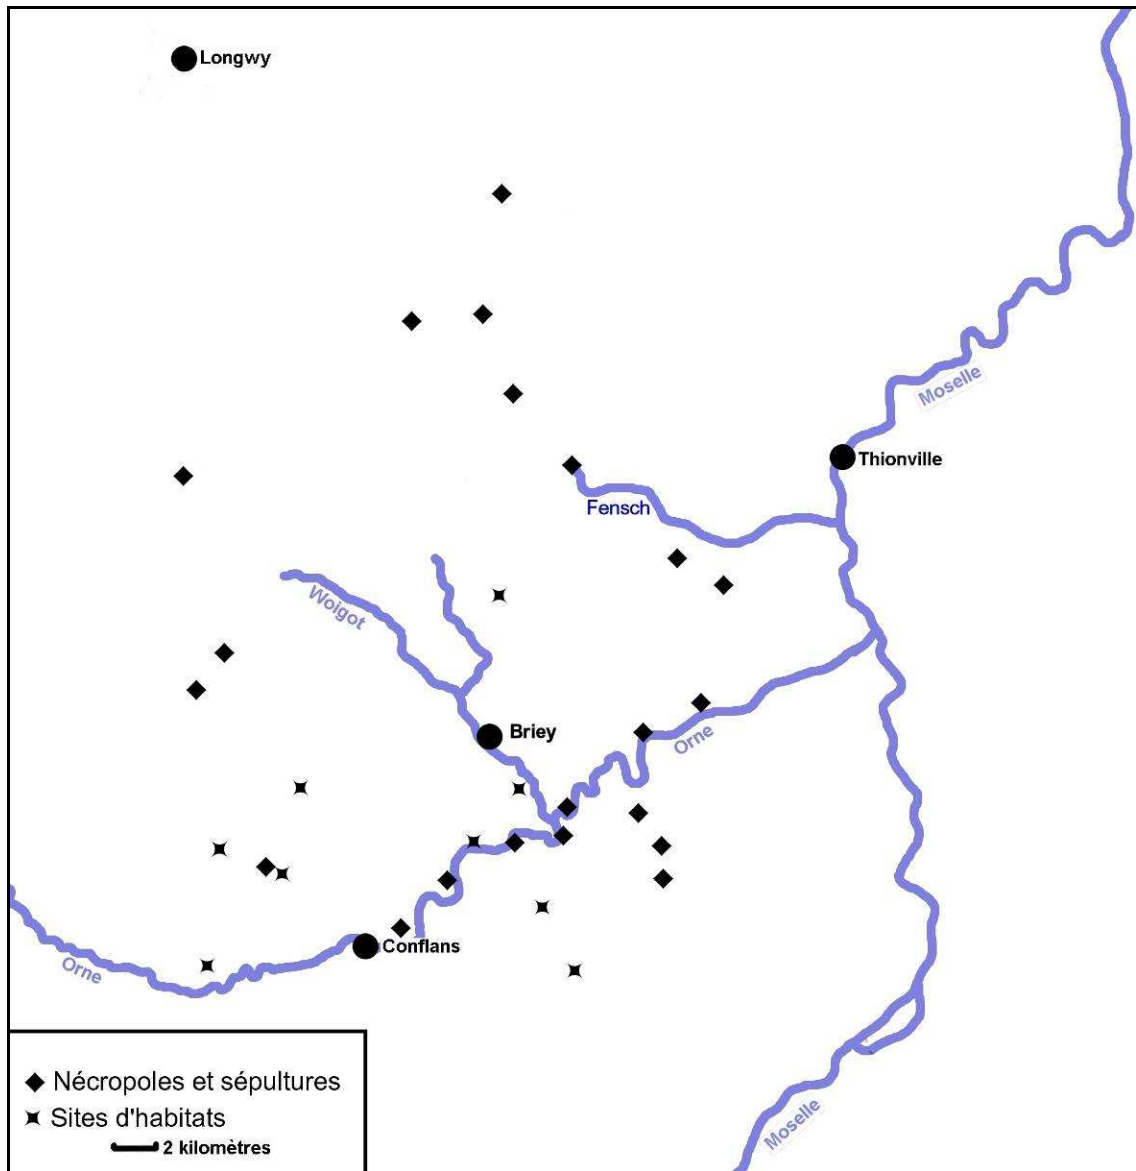 Longwy
Moselle
Thionville
Fensch
Woigot
Briey
Orne
Conflans
Orne
Nécropoles et sépultures
Sites d'habitats
2 kilomètres
Moselle